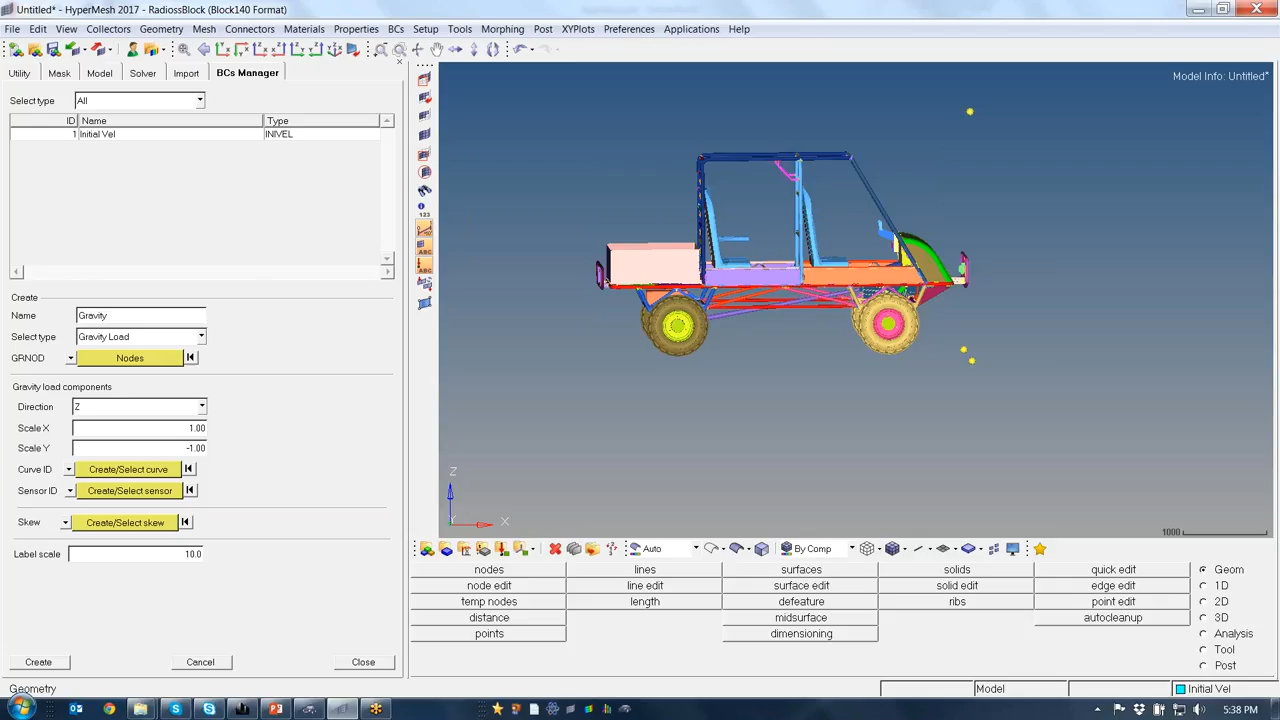 Untitled* - HyperMesh 2017 - RadiossBlock (Block140 Format)
File Edit View Collectors Geometry Mesh Connectors Materials Properties BCs Setup Tools Morphing Post XYPlots Preferences Applications Help
Utility Mask Model Solver Import BCs Manager
Model Info: Untitled*
Select type All
ID Name Type
1 Initial Vel INIVEL
123
ABC
ABC
Create
Name Gravity
Select type Gravity Load
GRNOD Nodes
Gravity load components
Direction Z
Scale X 1.00
Scale Y -1.00
Curve ID Create/Select curve
Sensor ID Create/Select sensor
Skew Create/Select skew
Label scale 10.0
Create Cancel Close
Z
Y
X
1000
Auto By Comp
nodes lines surfaces solids quick edit Geom
node edit line edit surface edit solid edit edge edit 1D
temp nodes length defeature ribs point edit 2D
distance midsurface autocleanup 3D
points dimensioning Analysis
Tool
Post
Geometry Model Initial Vel
5:38 PM